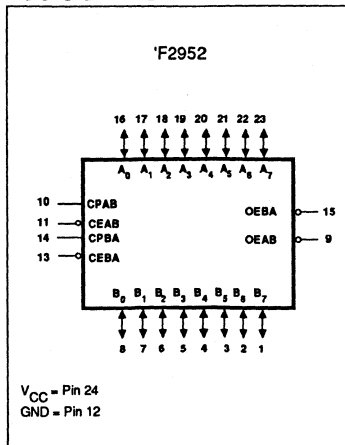 'F2952
16 17 18 19 20 21 22 23
A0 A1 A2 A3 A4 A5 A6 A7
10 CPAB
11 CEAB
14 CPBA
13 CEBA
OEBA 15
OEAB 9
B0 B1 B2 B3 B4 B5 B6 B7
8 7 6 5 4 3 2 1
VCC = Pin 24
GND = Pin 12